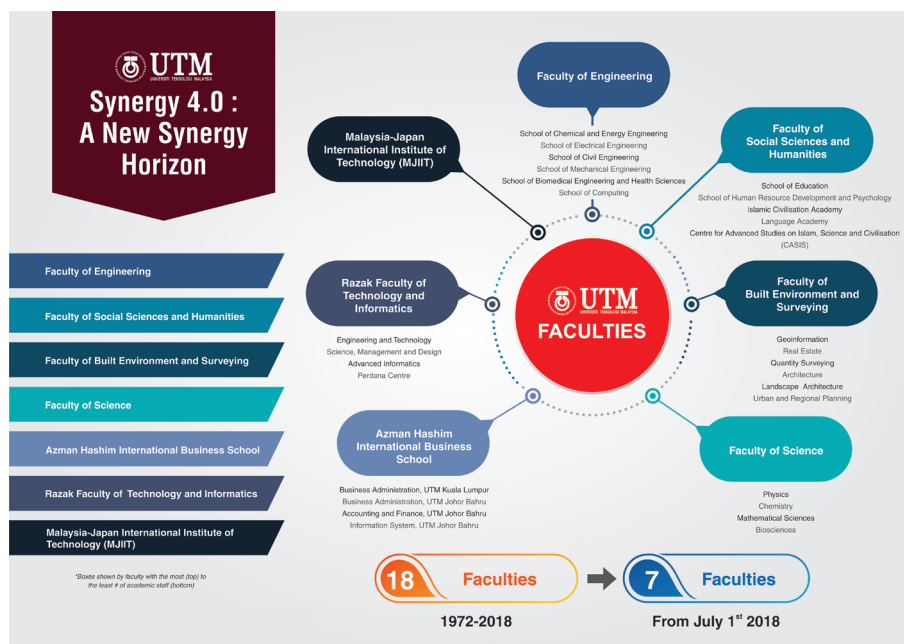 UTM
UNIVERSITI TEKNOLOGI MALAYSIA
Synergy 4.0 :
A New Synergy
Horizon
Faculty of Engineering
Faculty of Social Sciences and Humanities
Faculty of Built Environment and Surveying
Faculty of Science
Azman Hashim International Business School
Razak Faculty of Technology and Informatics
Malaysia-Japan International Institute of
Technology (MJIIT)
*Boxes shown by faculty with the most (top) to
the least # of academic staff (bottom)
Faculty of Engineering
School of Chemical and Energy Engineering
School of Electrical Engineering
School of Civil Engineering
School of Mechanical Engineering
School of Biomedical Engineering and Health Sciences
School of Computing
Malaysia-Japan
International Institute of
Technology (MJIIT)
Faculty of
Social Sciences and
Humanities
School of Education
School of Human Resource Development and Psychology
Islamic Civilisation Academy
Language Academy
Centre for Advanced Studies on Islam, Science and Civilisation
(CASIS)
Razak Faculty of
Technology and
Informatics
Engineering and Technology
Science, Management and Design
Advanced Informatics
Perdana Centre
UTM
UNIVERSITI TEKNOLOGI MALAYSIA
FACULTIES
Faculty of
Built Environment and
Surveying
Geoinformation
Real Estate
Quantity Surveying
Architecture
Landscape Architecture
Urban and Regional Planning
Azman Hashim
International Business
School
Business Administration, UTM Kuala Lumpur
Business Administration, UTM Johor Bahru
Accounting and Finance, UTM Johor Bahru
Information System, UTM Johor Bahru
Faculty of Science
Physics
Chemistry
Mathematical Sciences
Biosciences
18 Faculties
1972-2018
7 Faculties
From July 1st 2018